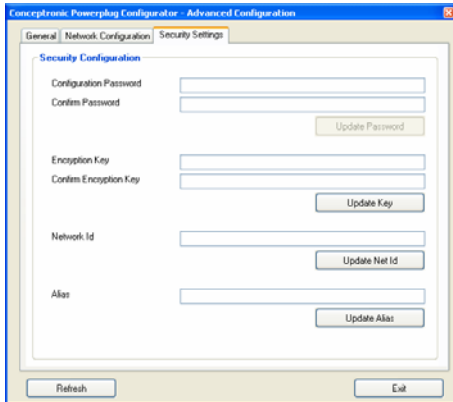 Conceptronic Powerplug Configurator - Advanced Configuration
General Network Configuration Security Settings
Security Configuration
Configuration Password
Confirm Password
Update Password
Encryption Key
Confirm Encryption Key
Update Key
Network Id
Update Net Id
Alias
Update Alias
Refresh Exit